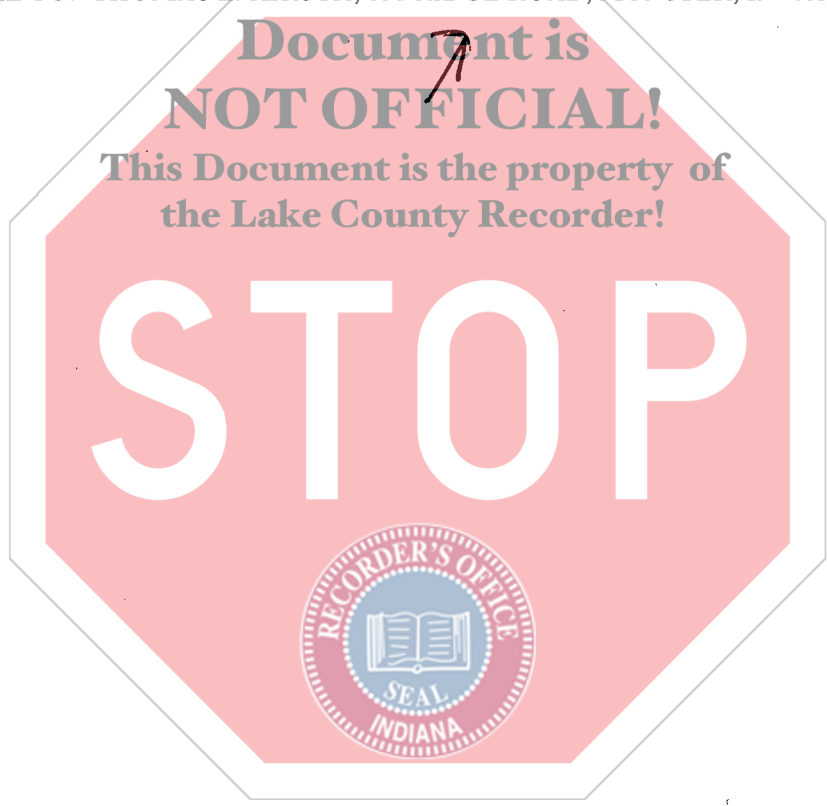 Document is
NOT OFFICIAL!
This Document is the property of
the Lake County Recorder!
STOP
RECORDER'S OFFICE
SEAL
INDIANA